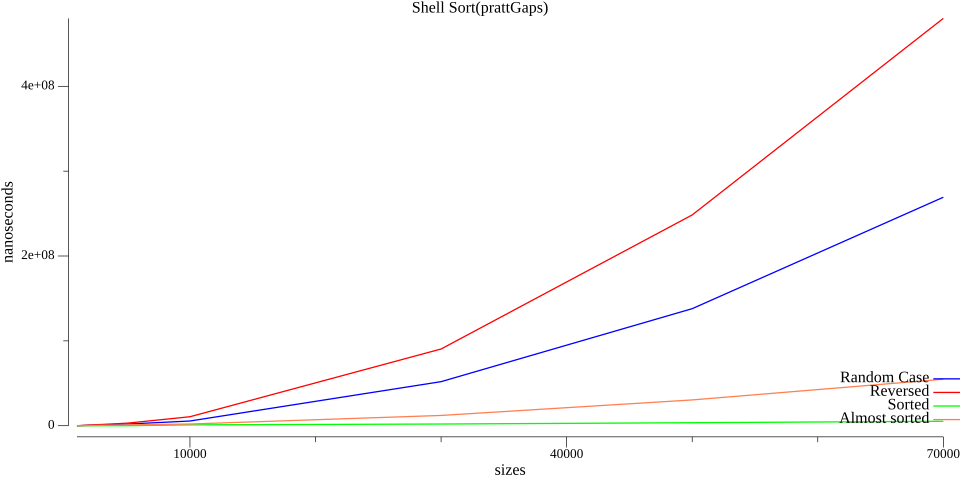 Shell Sort(prattGaps)
nanoseconds
4e+08
2e+08
0
Random Case
Reversed
Sorted
Almost sorted
10000
40000
70000
sizes